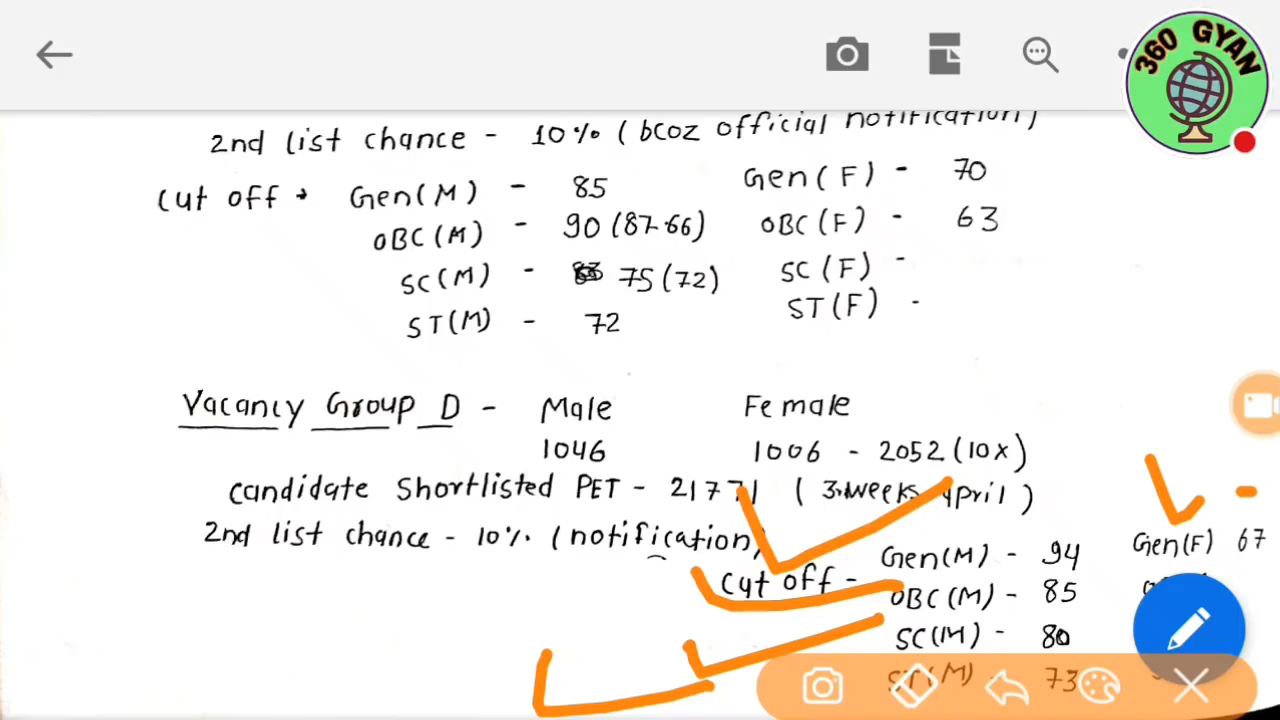 360 GYAN
2nd list chance - 10% ( bcoz official notification)
Cut off → Gen(M) - 85 Gen(F) - 70
OBC(M) - 90 (87-66) OBC(F) - 63
SC(M) - 75 (72) SC(F) -
ST(M) - 72 ST(F) -
Vacancy Group D - Male Female
1046 1006 - 2052 (10x)
Candidate Shortlisted PET - 21771 ( 3 weeks April )
2nd list chance - 10% (notification)
Cut off - Gen(M) - 94 Gen(F) 67
OBC(M) - 85
SC(M) - 80
ST(M) - 73